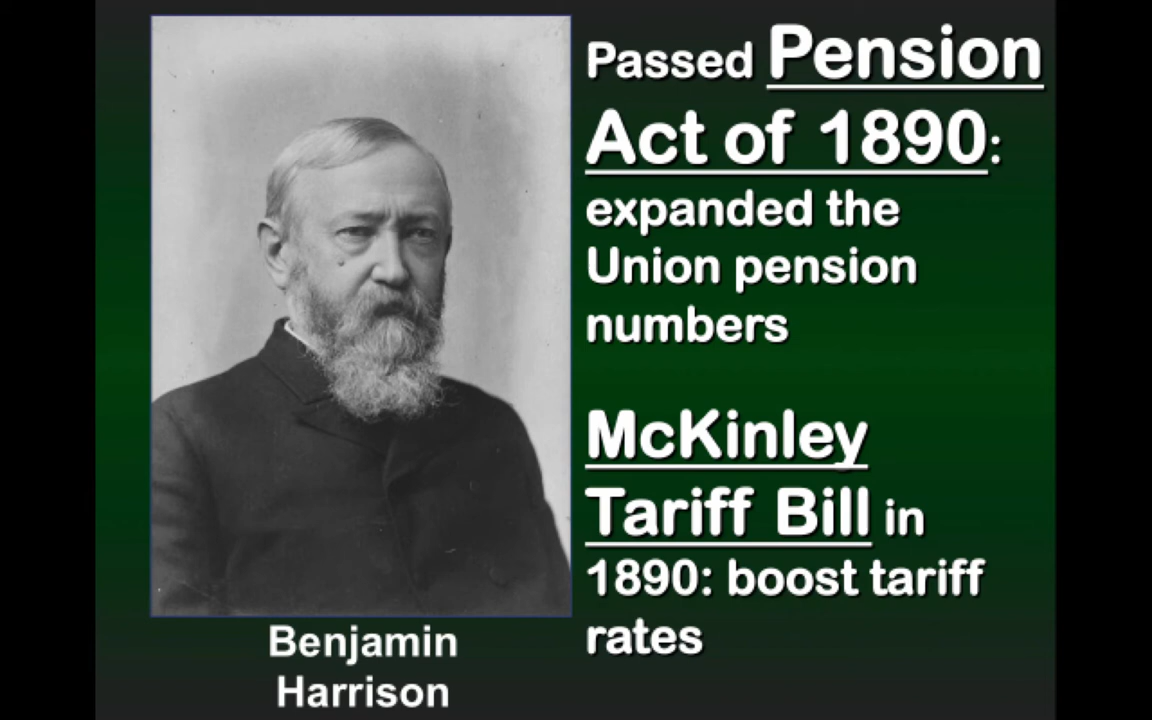 Passed Pension
Act of 1890:
expanded the
Union pension
numbers
McKinley
Tariff Bill in
1890: boost tariff
rates
Benjamin
Harrison